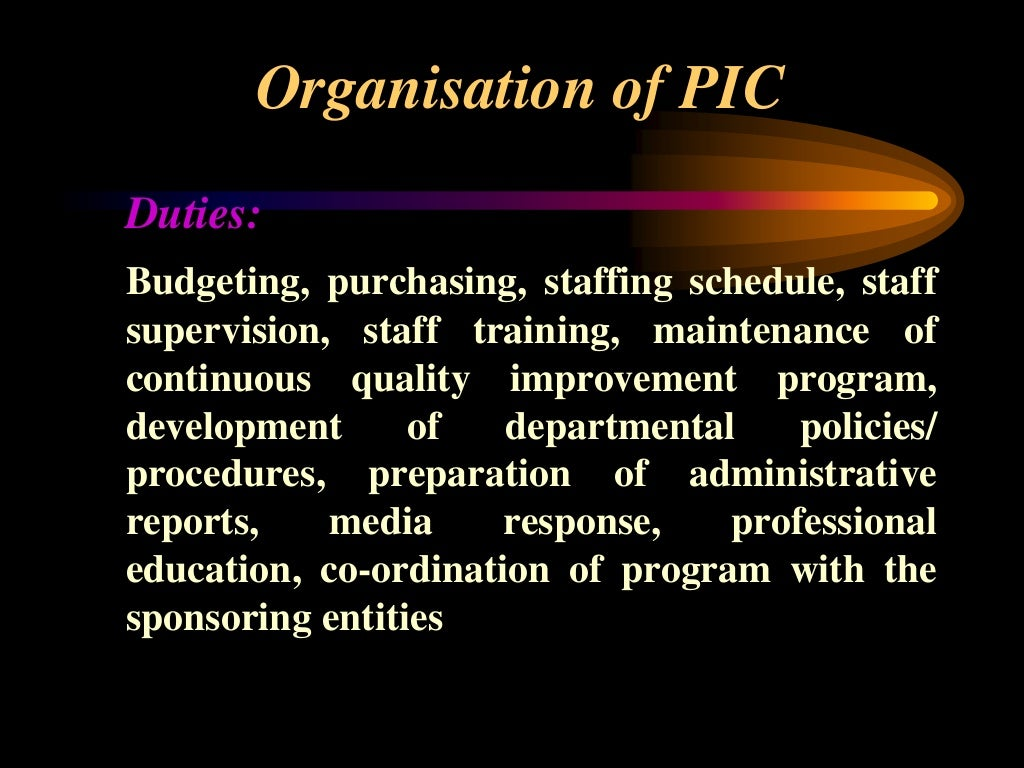 Organisation of PIC
Duties:
Budgeting, purchasing, staffing schedule, staff
supervision, staff training, maintenance of
continuous quality improvement program,
development of departmental policies/
procedures, preparation of administrative
reports, media response, professional
education, co-ordination of program with the
sponsoring entities